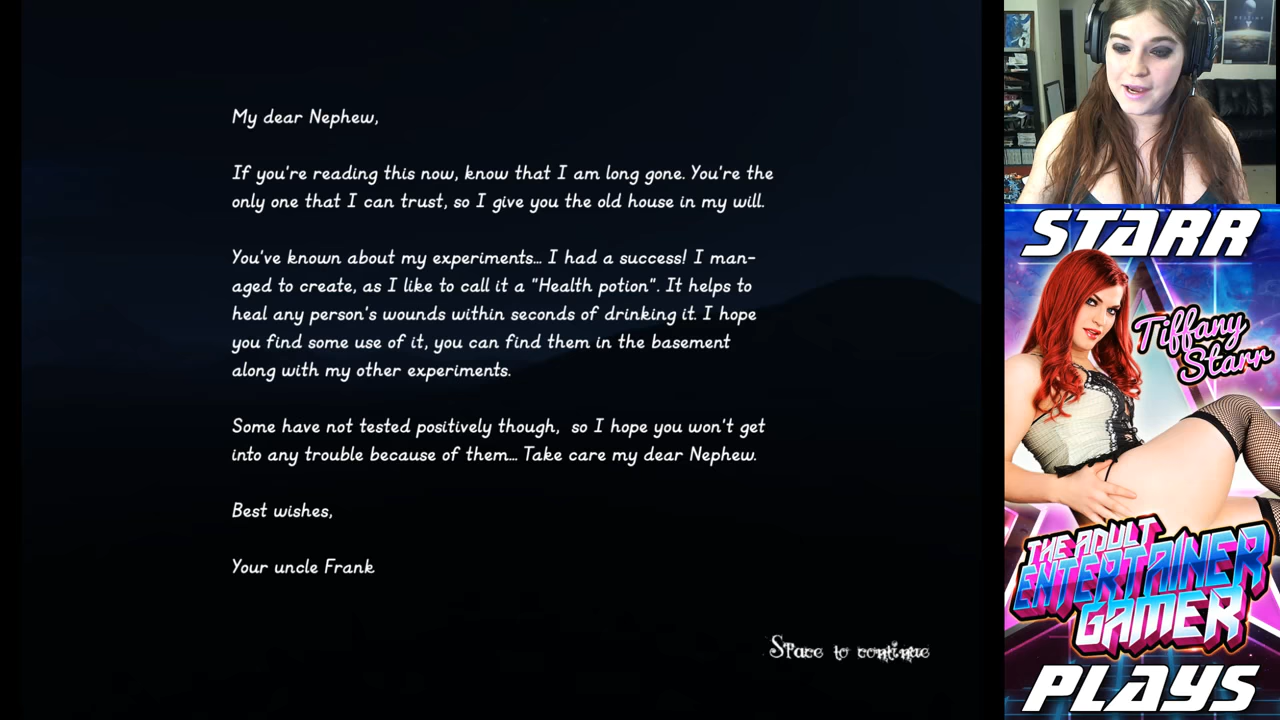 My dear Nephew,
If you're reading this now, know that I am long gone. You're the
only one that I can trust, so I give you the old house in my will.
You've known about my experiments... I had a success! I man-
aged to create, as I like to call it a "Health potion". It helps to
heal any person's wounds within seconds of drinking it. I hope
you find some use of it, you can find them in the basement
along with my other experiments.
Some have not tested positively though,  so I hope you won't get
into any trouble because of them... Take care my dear Nephew.
Best wishes,
Your uncle Frank
Space to continue
DESTINY
STARR
Tiffany
Starr
THE ADULT
ENTERTAINER
GAMER
PLAYS